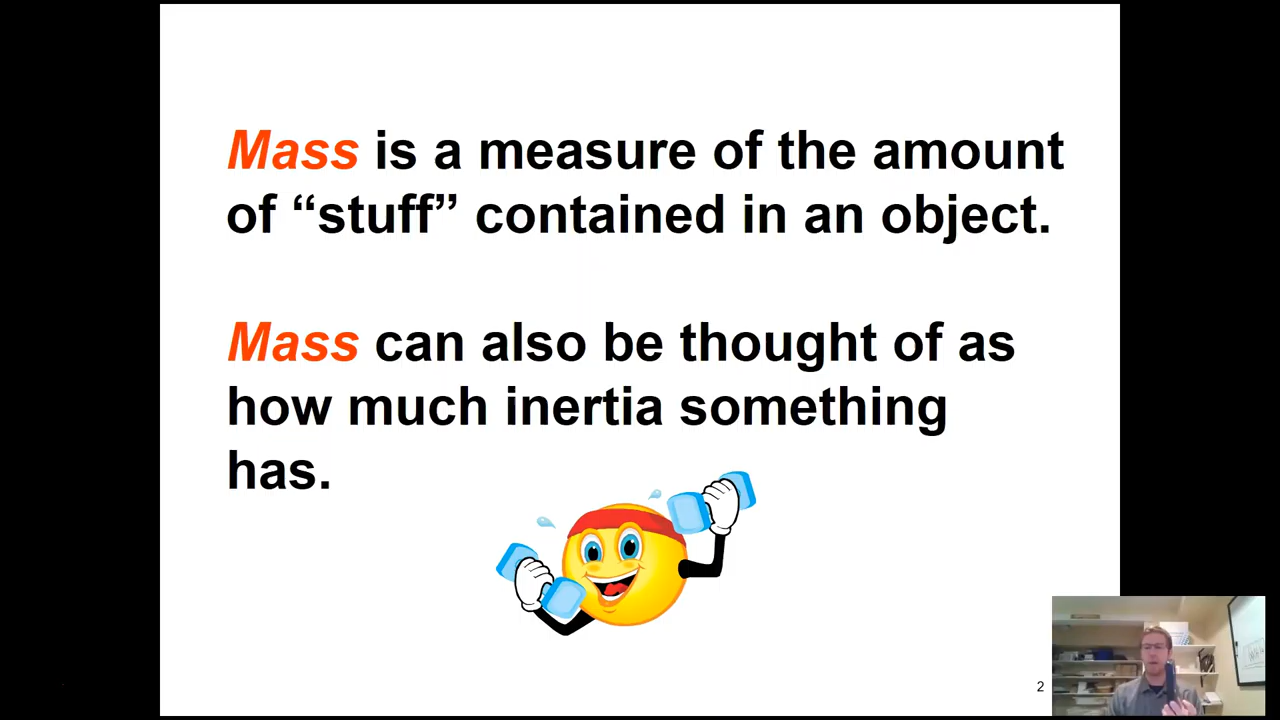 Mass is a measure of the amount
of “stuff” contained in an object.
Mass can also be thought of as
how much inertia something
has.
2